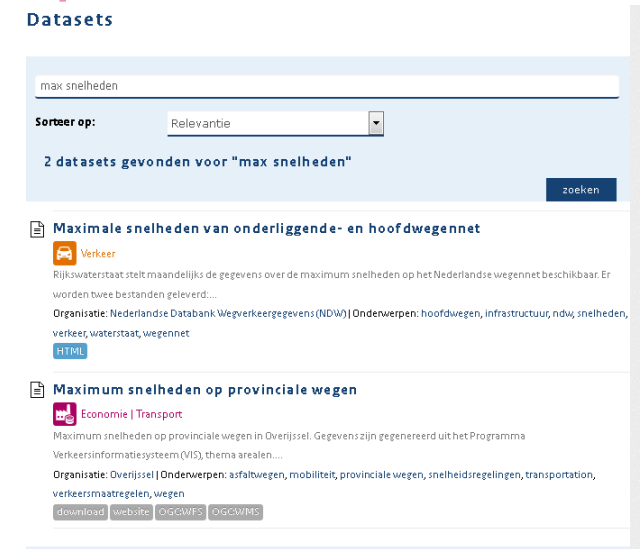 Datasets
max snelheden
Sorteer op:
Relevantie
2 datasets gevonden voor "max snelheden"
zoeken
Maximale snelheden van onderliggende- en hoofdwegennet
Verkeer
Rijkswaterstaat stelt maandelijks de gegevens over de maximum snelheden op het Nederlandse wegennet beschikbaar. Er
worden twee bestanden geleverd:...
Organisatie: Nederlandse Databank Wegverkeergegevens (NDW) | Onderwerpen: hoofdwegen, infrastructuur, ndw, snelheden,
verkeer, waterstaat, wegennet
HTML
Maximum snelheden op provinciale wegen
Economie | Transport
Maximum snelheden op provinciale wegen in Overijssel. Gegevens zijn gegenereerd uit het Programma
Verkeersinformatiesysteem (VIS), thema arealen....
Organisatie: Overijssel | Onderwerpen: asfaltwegen, mobiliteit, provinciale wegen, snelheidsregelingen, transportation,
verkeersmaatregelen, wegen
download website OGC:WFS OGC:WMS